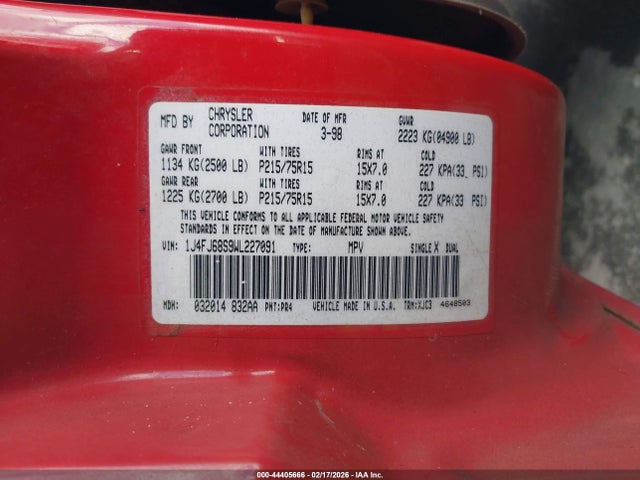 MFD BY CHRYSLER CORPORATION DATE OF MFR 3-98 GVWR 2223 KG(04900 LB)
GAWR FRONT WITH TIRES RIMS AT COLD
1134 KG(2500 LB) P215/75R15 15X7.0 227 KPA(33 PSI)
GAWR REAR WITH TIRES RIMS AT COLD
1225 KG(2700 LB) P215/75R15 15X7.0 227 KPA(33 PSI)
THIS VEHICLE CONFORMS TO ALL APPLICABLE FEDERAL MOTOR VEHICLE SAFETY
STANDARDS IN EFFECT ON THE DATE OF MANUFACTURE SHOWN ABOVE.
VIN: 1J4FJ68S9WL227091 TYPE: MPV SINGLE X DUAL
MDH: 032014 832AA PNT:PR4 VEHICLE MADE IN U.S.A. TRM:XJC3 4648503
000-44405666 - 02/17/2026 - IAA Inc.